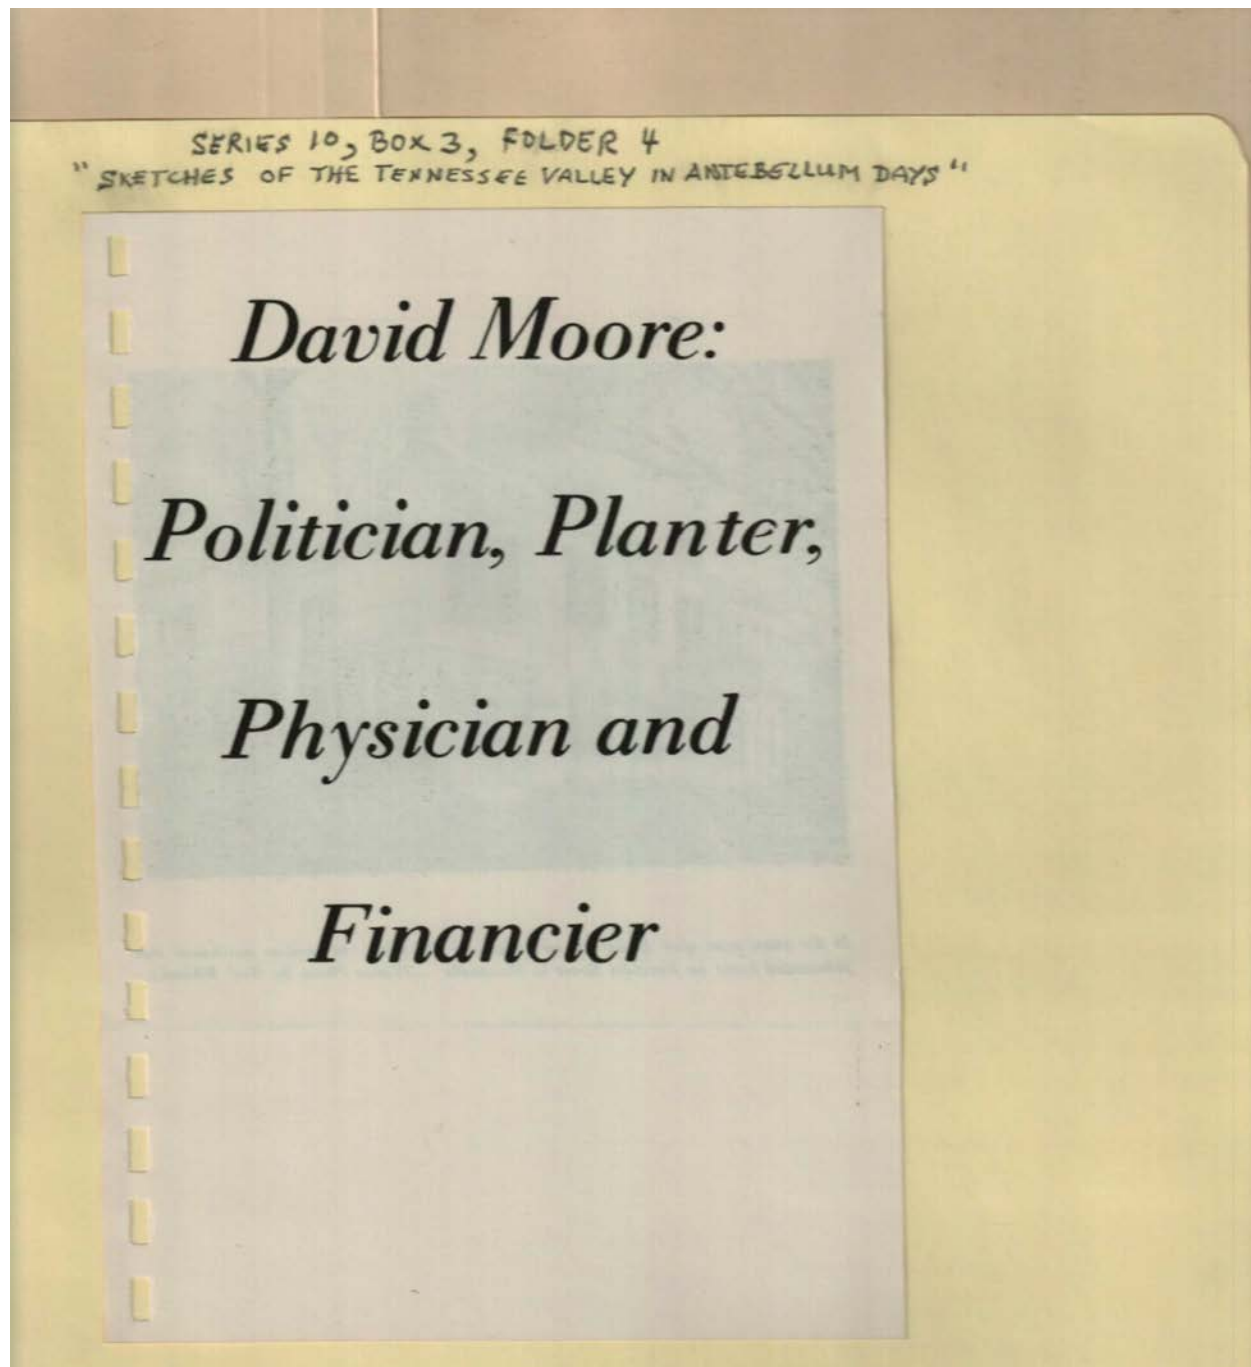 SERIES 10, BOX 3, FOLDER 4
"SKETCHES OF THE TENNESSEE VALLEY IN ANTEBELLUM DAYS"
David Moore:
Politician, Planter,
Physician and
Financier